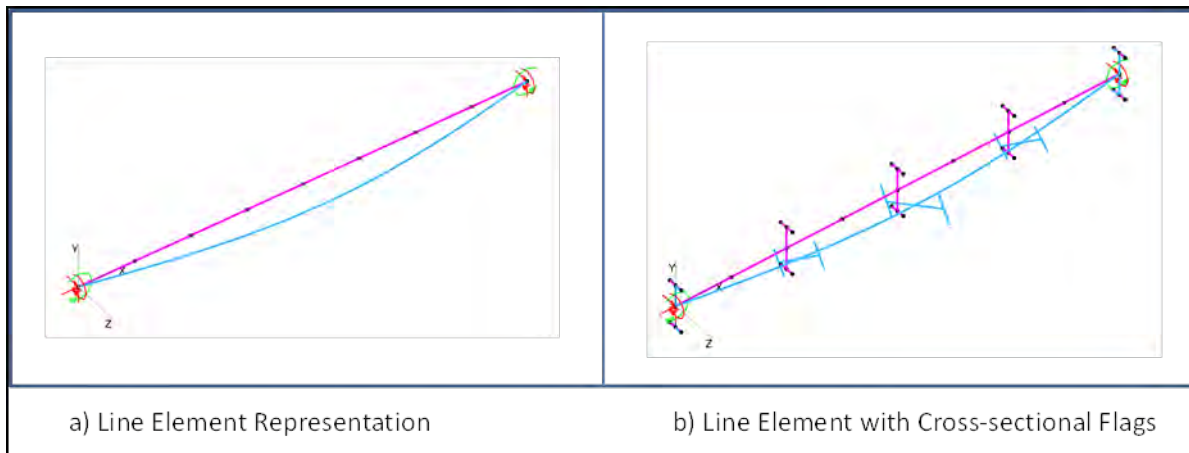 Y
X
Z
Y
X
Z
a) Line Element Representation
b) Line Element with Cross-sectional Flags